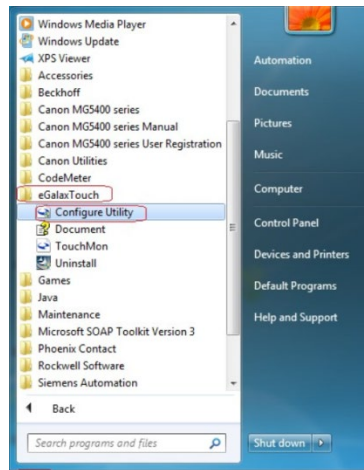 Windows Media Player
Windows Update
XPS Viewer
Accessories
Beckhoff
Canon MG5400 series
Canon MG5400 series Manual
Canon MG5400 series User Registration
Canon Utilities
CodeMeter
eGalaxTouch
Configure Utility
Document
TouchMon
Uninstall
Games
Java
Maintenance
Microsoft SOAP Toolkit Version 3
Phoenix Contact
Rockwell Software
Siemens Automation
Back
Search programs and files
Automation
Documents
Pictures
Music
Computer
Control Panel
Devices and Printers
Default Programs
Help and Support
Shut down